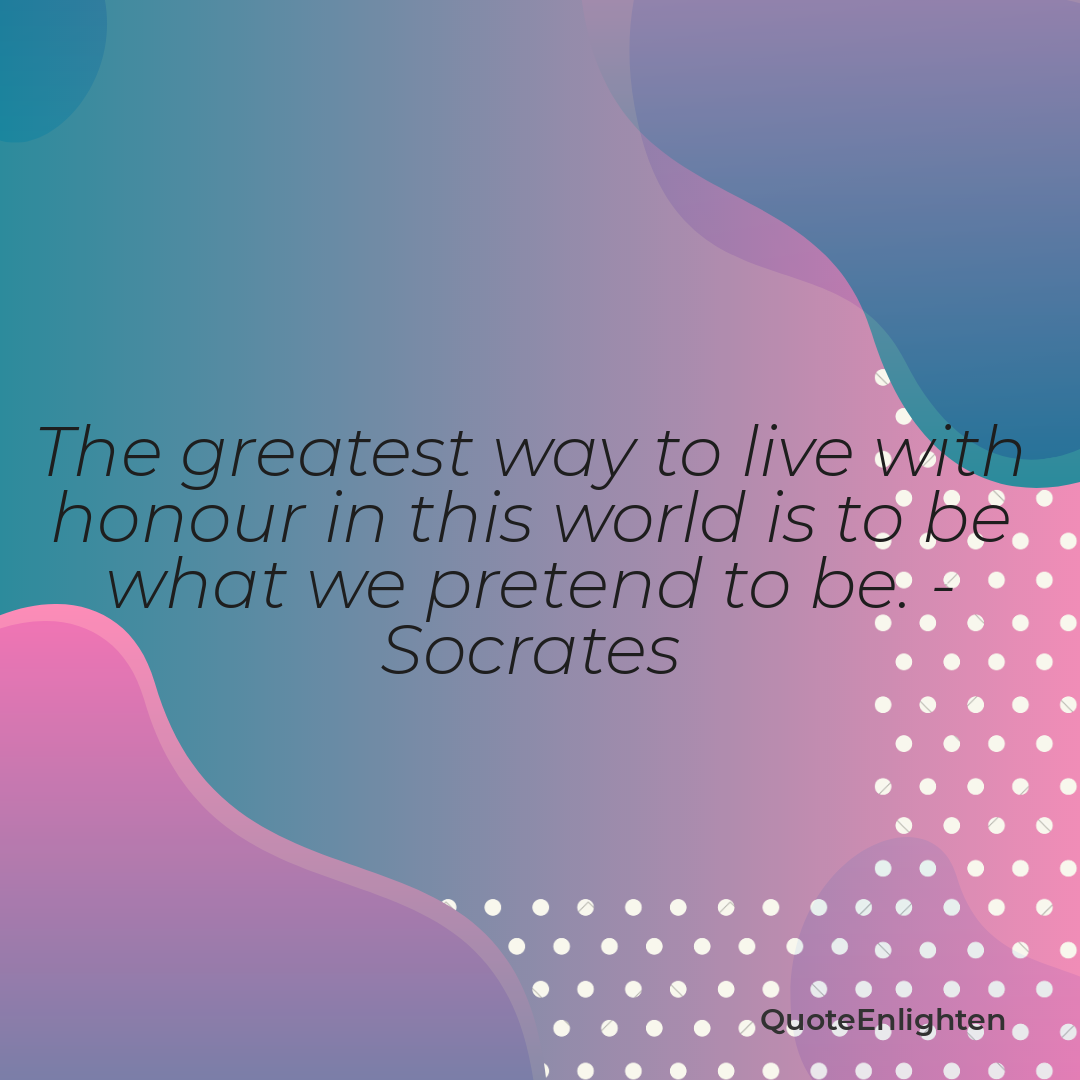 The greatest way to live with
honour in this world is to be
what we pretend to be. -
Socrates
QuoteEnlighten